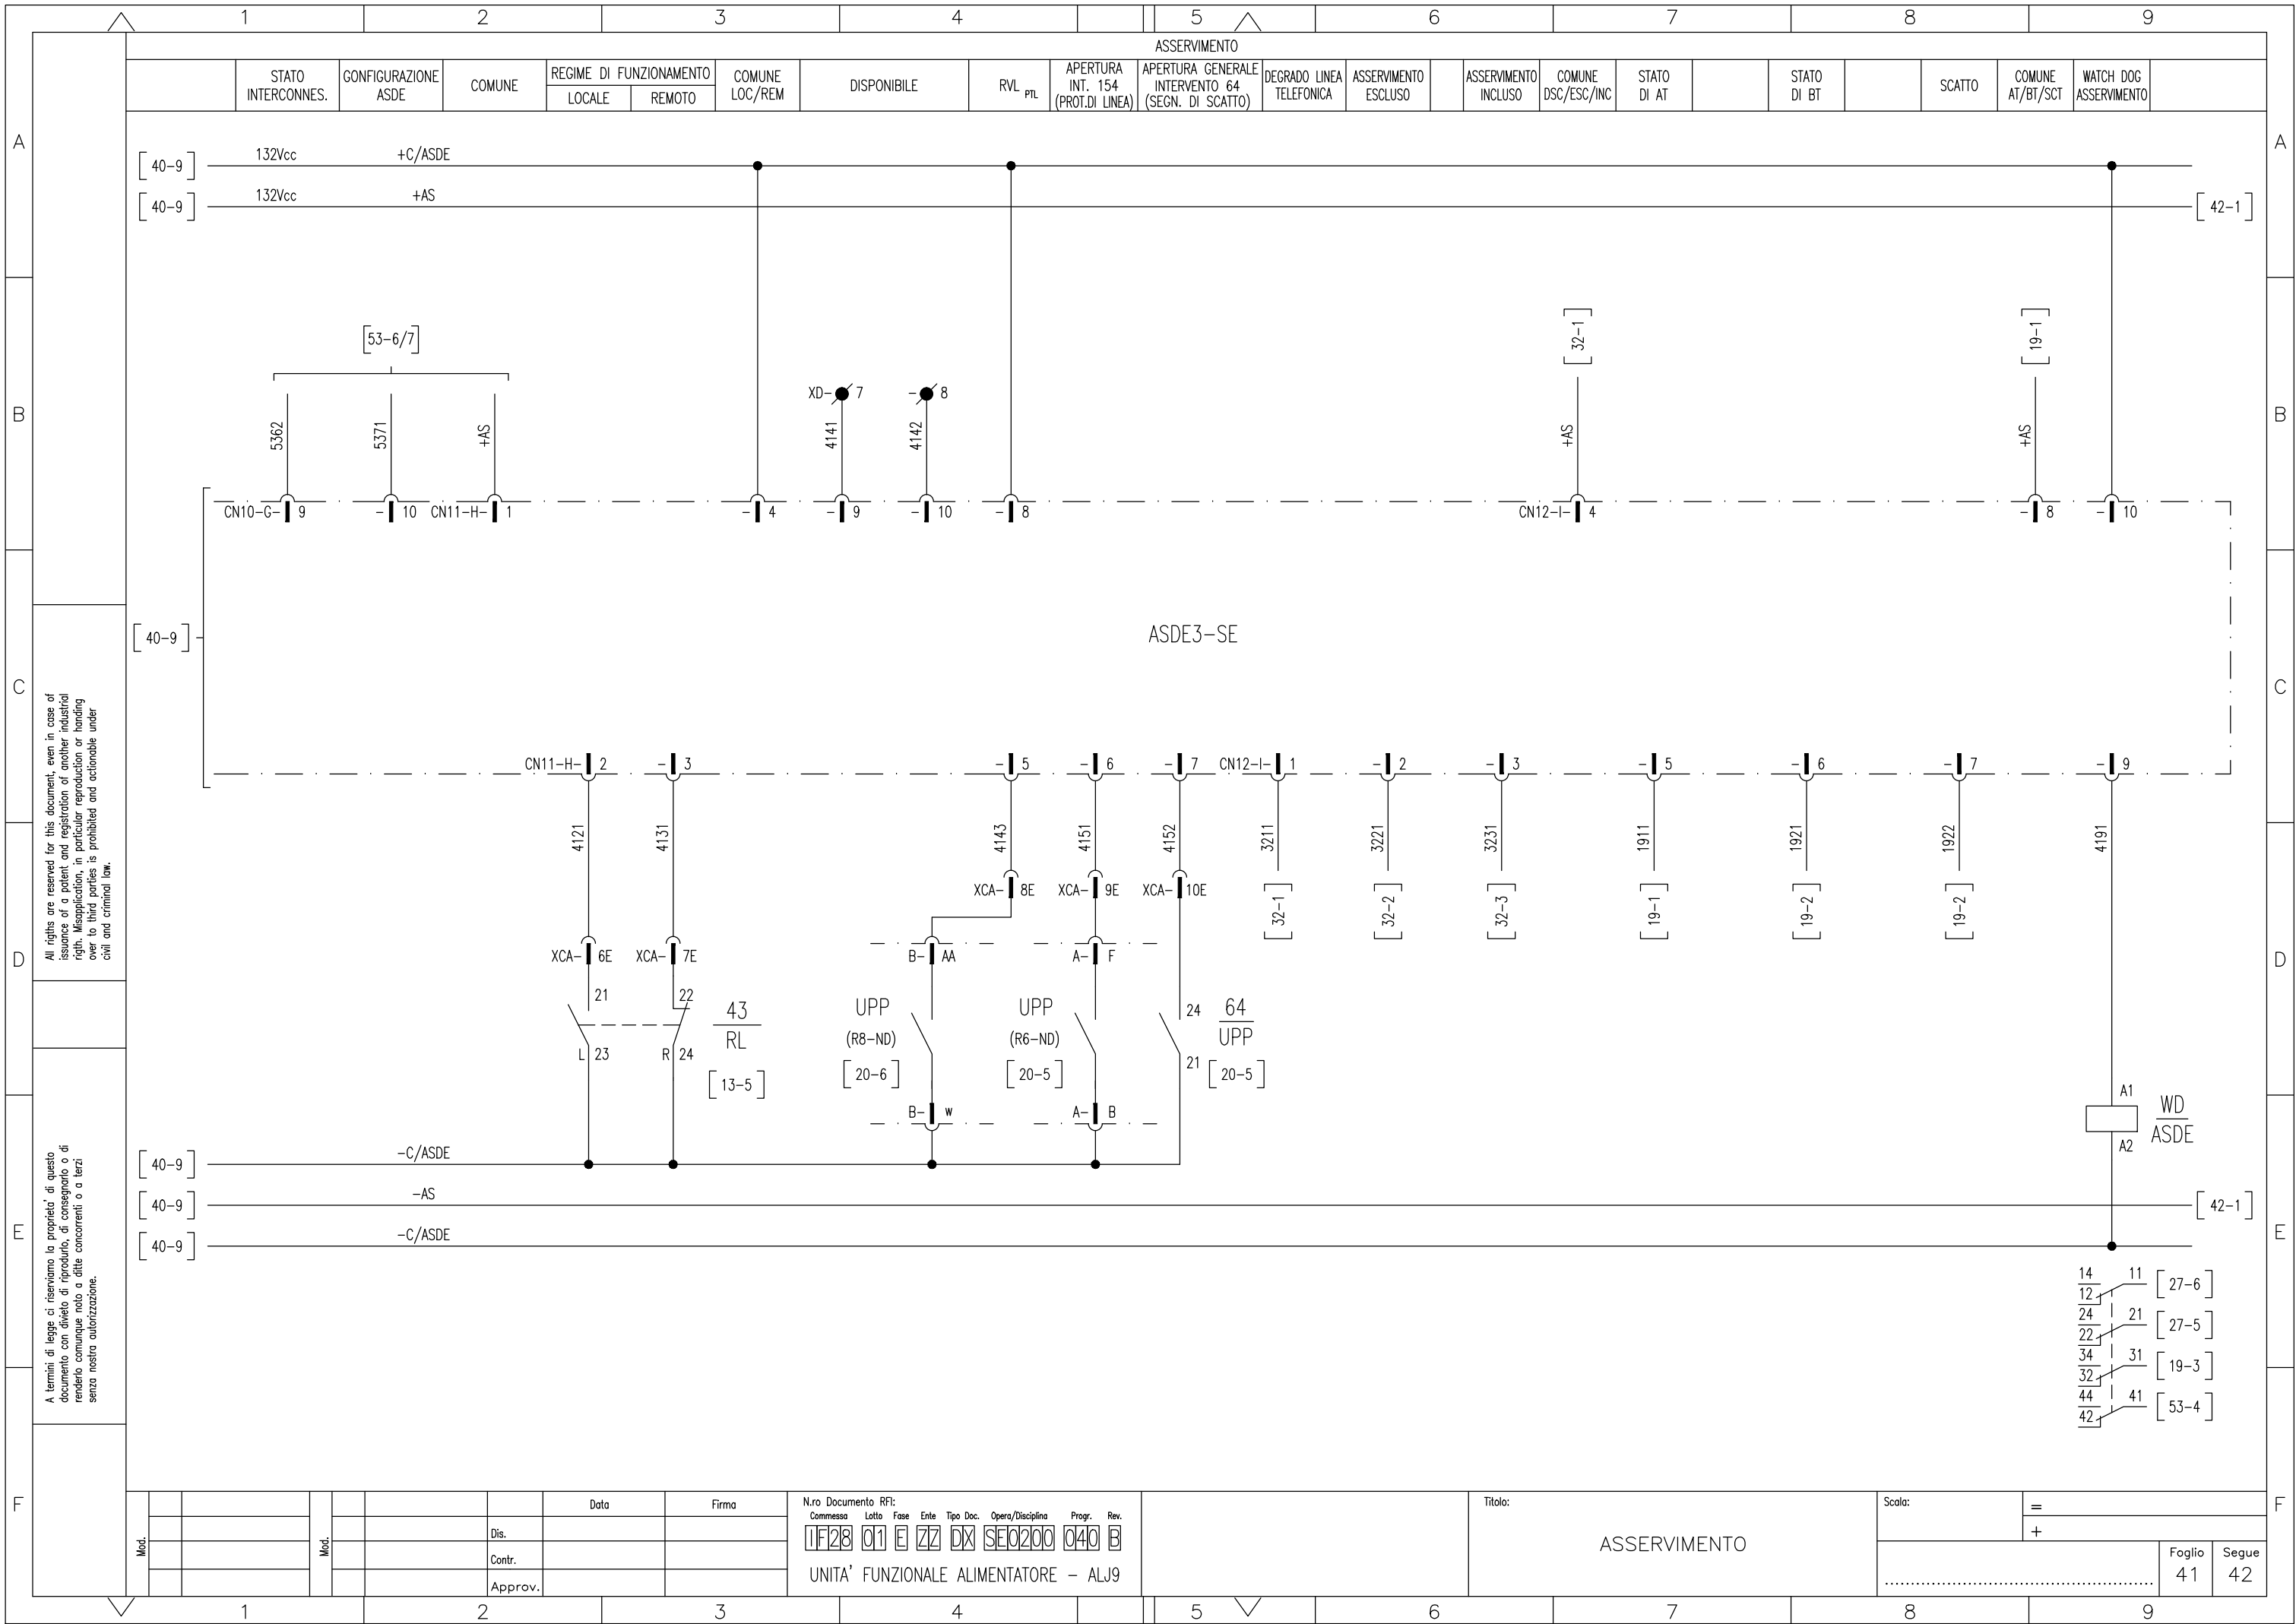 1 2 3 4 5 6 7 8 9
ASSERVIMENTO
STATO INTERCONNES.
GONFIGURAZIONE ASDE
COMUNE
REGIME DI FUNZIONAMENTO
LOCALE
REMOTO
COMUNE LOC/REM
DISPONIBILE
RVL PTL
APERTURA INT. 154 (PROT.DI LINEA)
APERTURA GENERALE INTERVENTO 64 (SEGN. DI SCATTO)
DEGRADO LINEA TELEFONICA
ASSERVIMENTO ESCLUSO
ASSERVIMENTO INCLUSO
COMUNE DSC/ESC/INC
STATO DI AT
STATO DI BT
SCATTO
COMUNE AT/BT/SCT
WATCH DOG ASSERVIMENTO
A A
40-9 132Vcc +C/ASDE
40-9 132Vcc +AS 42-1
53-6/7 32-1 19-1
XD- 7 - 8
B B
5362 5371 +AS 4141 4142 +AS +AS
CN10-G- 9 - 10 CN11-H- 1 - 4 - 9 - 10 - 8 CN12-I- 4 - 8 - 10
40-9 ASDE3-SE
C C
CN11-H- 2 - 3 - 5 - 6 - 7 CN12-I- 1 - 2 - 3 - 5 - 6 - 7 - 9
4121 4131 4143 4151 4152 3211 3221 3231 1911 1921 1922 4191
XCA- 8E XCA- 9E XCA- 10E
32-1 32-2 32-3 19-1 19-2 19-2
XCA- 6E XCA- 7E B- AA A- F
D D
21 22 43 RL
L 23 R 24
13-5
UPP (R8-ND) 20-6
UPP (R6-ND) 20-5
24 64 UPP
21 20-5
B- W A- B
A1 WD ASDE
A2
40-9 -C/ASDE
40-9 -AS 42-1
E E
40-9 -C/ASDE
14 11 27-6
12
24 21 27-5
22
34 31 19-3
32
44 41 53-4
42
All rigths are reserved for this document, even in case of
issuance of a patent and registration of another industrial
rigth. Misapplication, in particular reproduction or handing
over to third parties is prohibited and actionable under
civil and criminal law.
A termini di legge ci riserviamo la proprieta' di questo
documento con divieto di riprodurlo, di consegnarlo o di
renderlo comunque noto a ditte concorrenti o a terzi
senza nostra autorizzazione.
F F
Mod. Mod.
Data Firma
Dis.
Contr.
Approv.
N.ro Documento RFI:
Commessa Lotto Fase Ente Tipo Doc. Opera/Disciplina Progr. Rev.
IF28 01 E ZZ DX SE0200 040 B
UNITA' FUNZIONALE ALIMENTATORE - ALJ9
Titolo:
ASSERVIMENTO
Scala: =
+
Foglio Segue
41 42
1 2 3 4 5 6 7 8 9